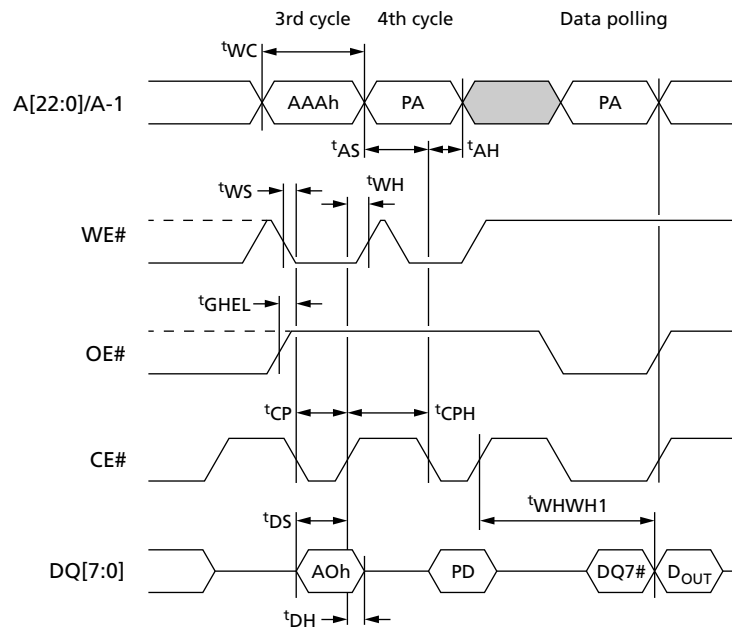 3rd cycle 4th cycle Data polling
tWC
A[22:0]/A-1 AAAh PA PA
tAS tAH
tWS tWH
WE#
tGHEL
OE#
tCP tCPH
CE#
tWHWH1
tDS
DQ[7:0] AOh PD DQ7# DOUT
tDH